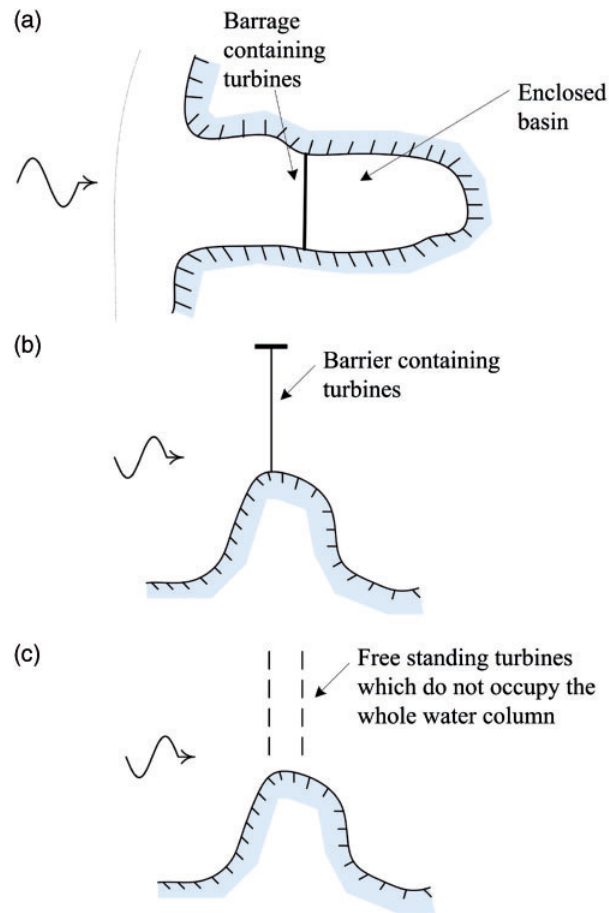 (a)
Barrage
containing
turbines
Enclosed
basin
(b)
Barrier containing
turbines
(c)
Free standing turbines
which do not occupy the
whole water column